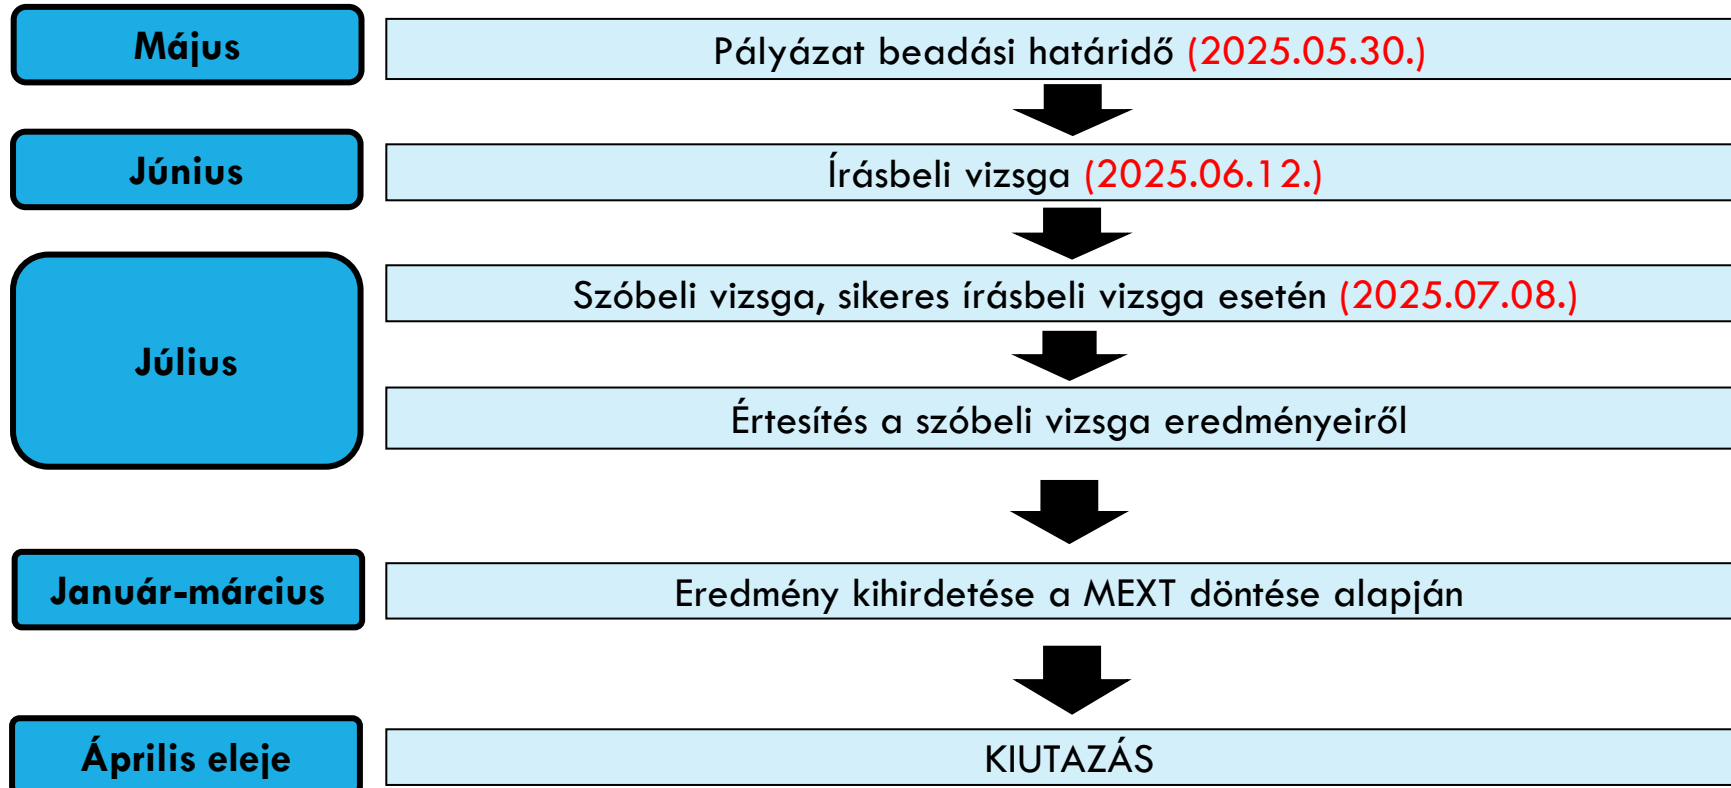 Május
Pályázat beadási határidő (2025.05.30.)
Június
Írásbeli vizsga (2025.06.12.)
Július
Szóbeli vizsga, sikeres írásbeli vizsga esetén (2025.07.08.)
Értesítés a szóbeli vizsga eredményeiről
Január-március
Eredmény kihirdetése a MEXT döntése alapján
Április eleje
KIUTAZÁS